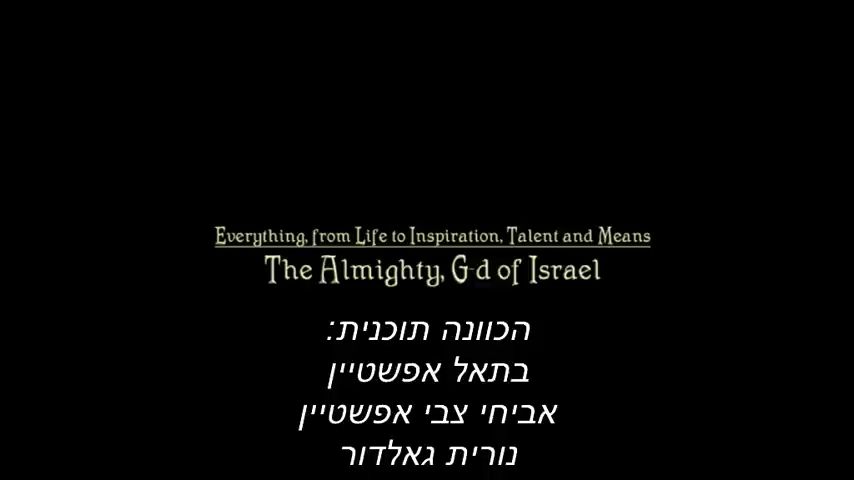 Everything, from Life to Inspiration, Talent and Means
The Almighty, G-d of Israel
הכוונה תוכנית:
בתאל אפשטיין
אביחי צבי אפשטיין
נורית גאלדור